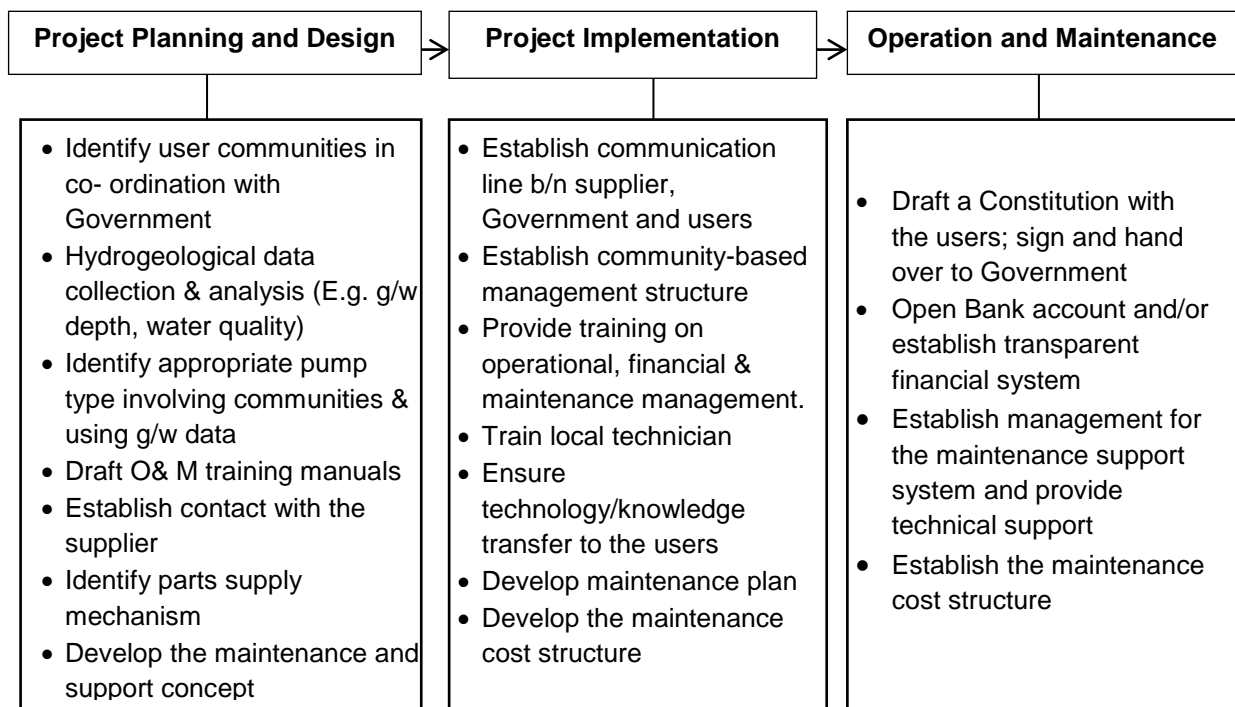 Project Planning and Design
Project Implementation
Operation and Maintenance
• Identify user communities in
co- ordination with
Government
• Hydrogeological data
collection & analysis (E.g. g/w
depth, water quality)
• Identify appropriate pump
type involving communities &
using g/w data
• Draft O& M training manuals
• Establish contact with the
supplier
• Identify parts supply
mechanism
• Develop the maintenance and
support concept
• Establish communication
line b/n supplier,
Government and users
• Establish community-based
management structure
• Provide training on
operational, financial &
maintenance management.
• Train local technician
• Ensure
technology/knowledge
transfer to the users
• Develop maintenance plan
• Develop the maintenance
cost structure
• Draft a Constitution with
the users; sign and hand
over to Government
• Open Bank account and/or
establish transparent
financial system
• Establish management for
the maintenance support
system and provide
technical support
• Establish the maintenance
cost structure